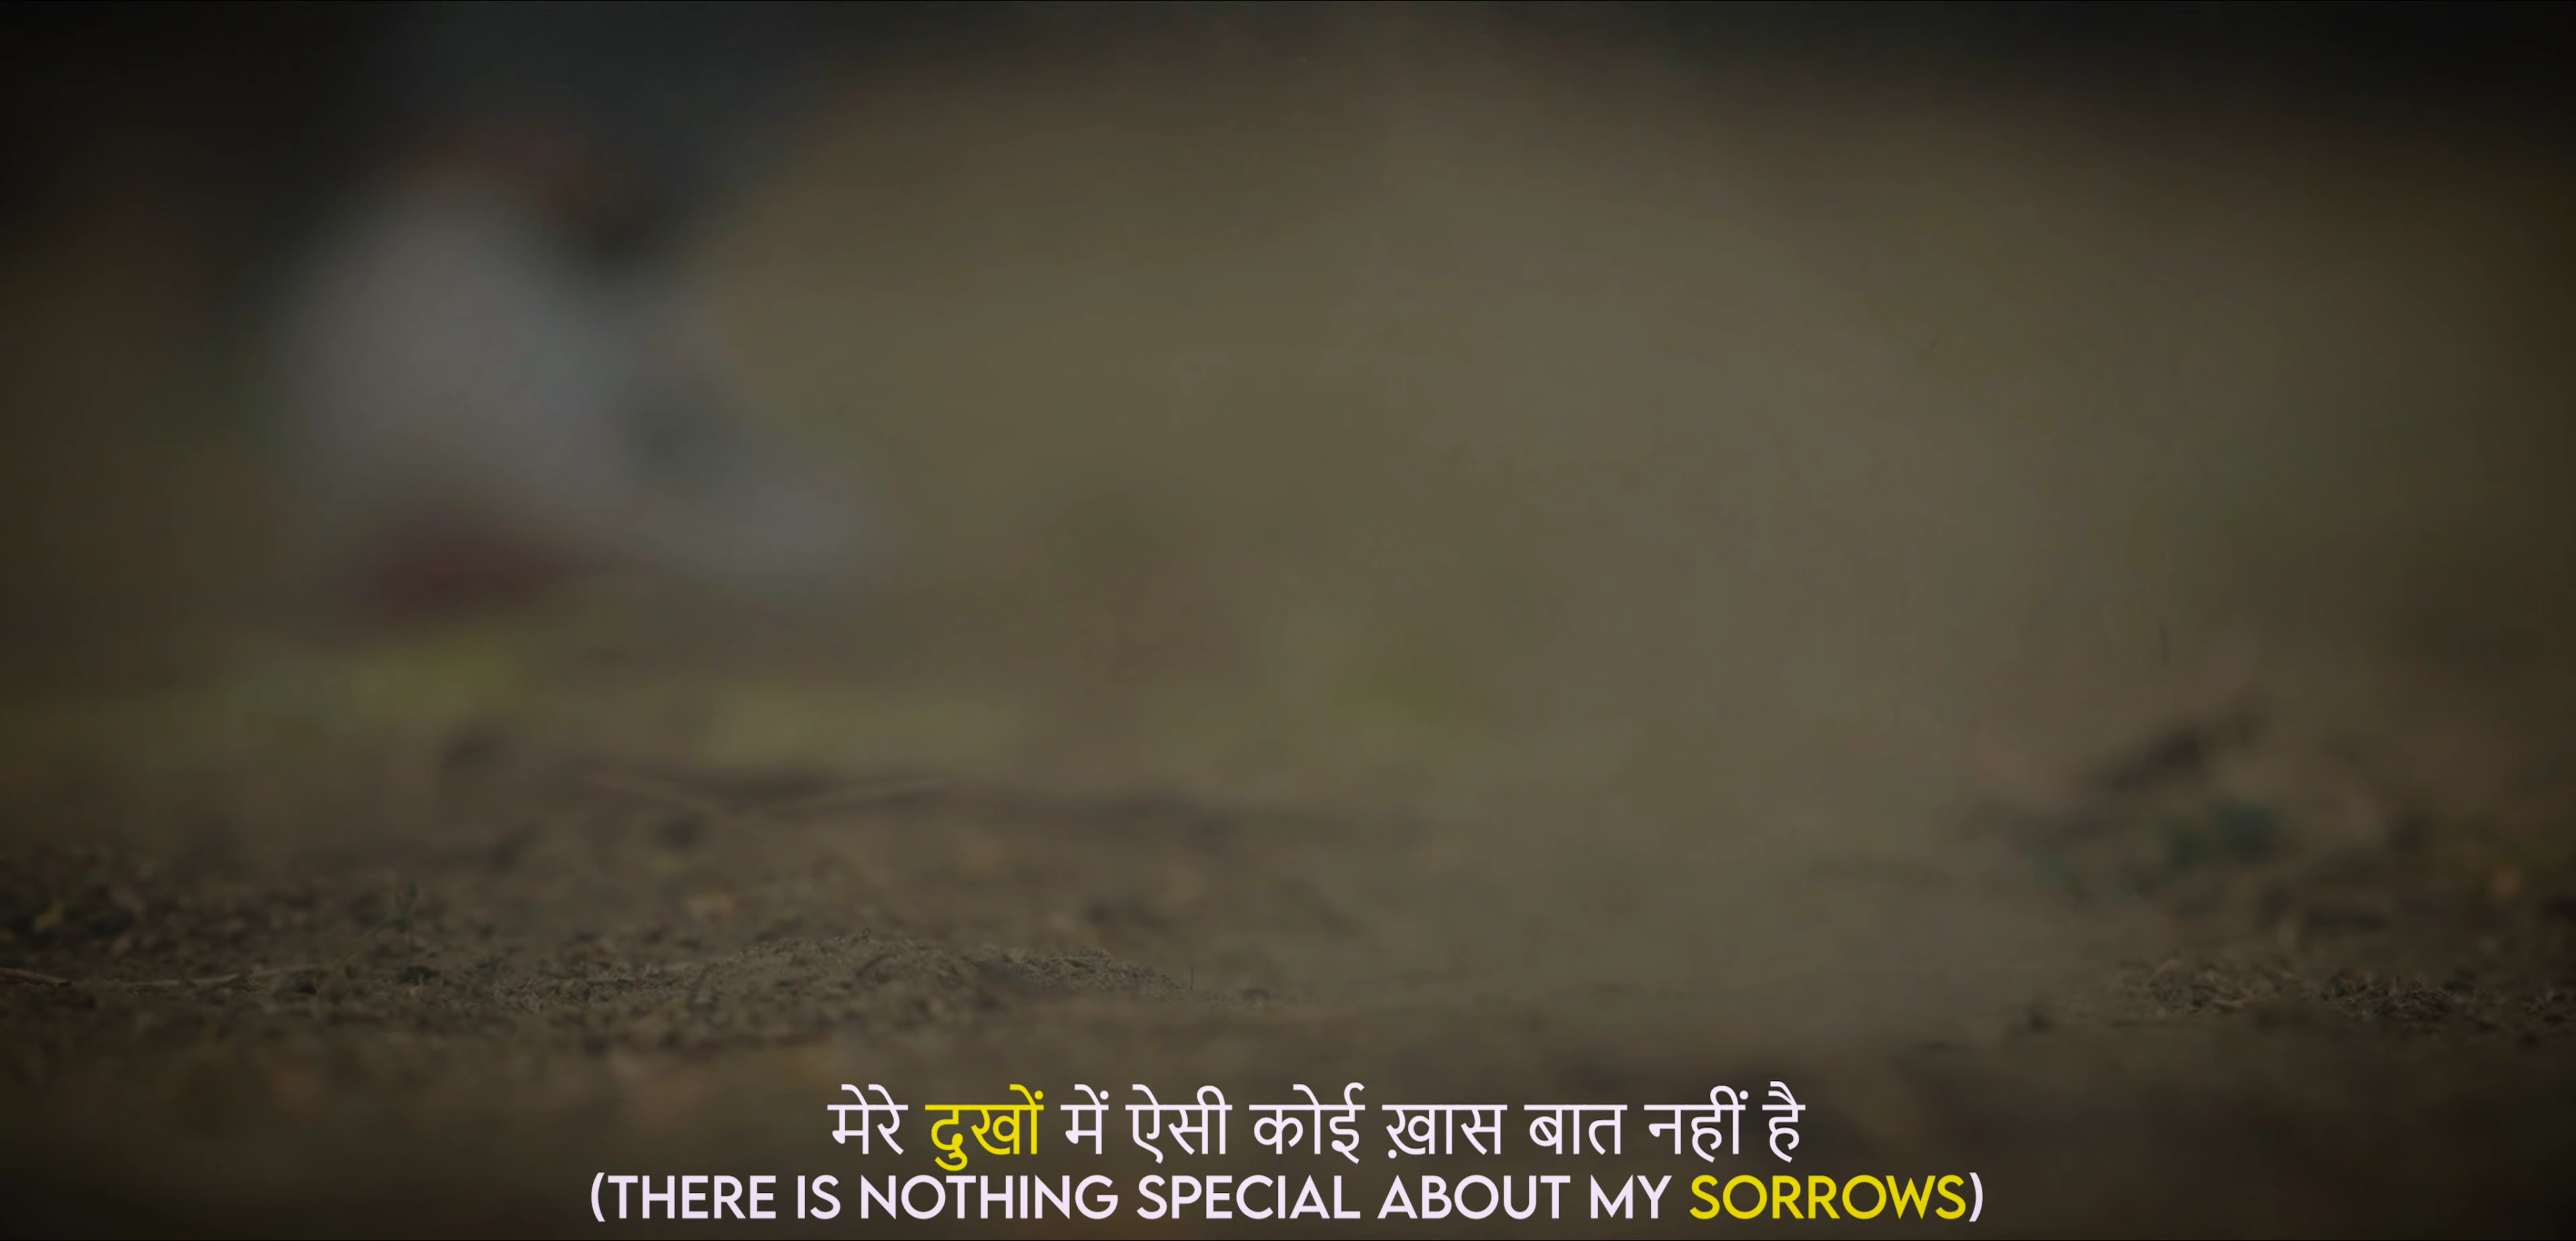 मेरे दुखों में ऐसी कोई ख़ास बात नहीं है
(THERE IS NOTHING SPECIAL ABOUT MY SORROWS)